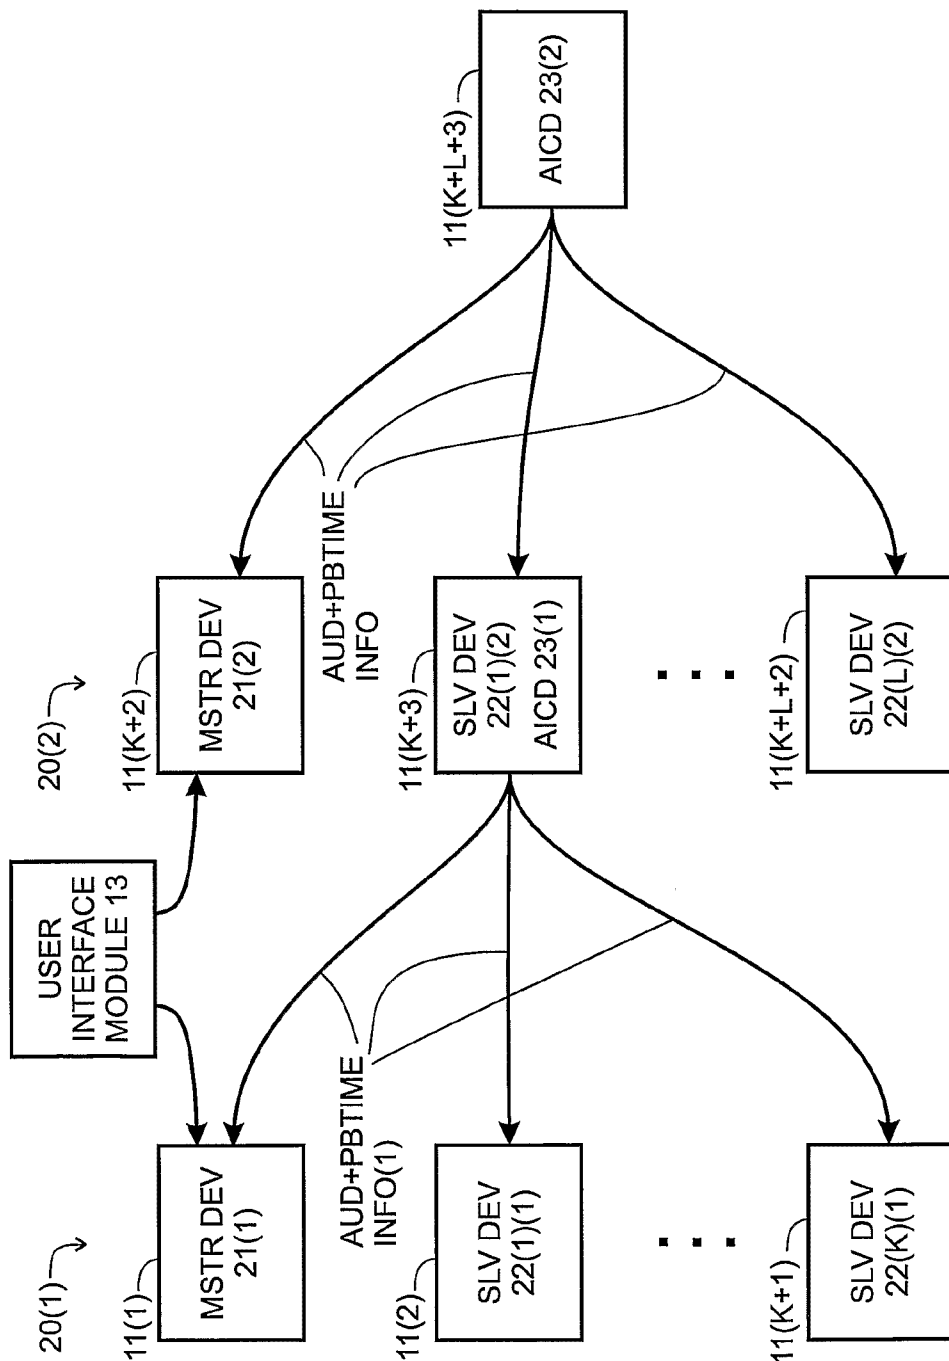 20(1)
11(1)
MSTR DEV
21(1)
11(2)
SLV DEV
22(1)(1)
11(K+1)
SLV DEV
22(K)(1)
AUD+PBTIME
INFO(1)
USER
INTERFACE
MODULE 13
20(2)
11(K+2)
MSTR DEV
21(2)
11(K+3)
SLV DEV
22(1)(2)
AICD 23(1)
11(K+L+2)
SLV DEV
22(L)(2)
AUD+PBTIME
INFO
11(K+L+3)
AICD 23(2)